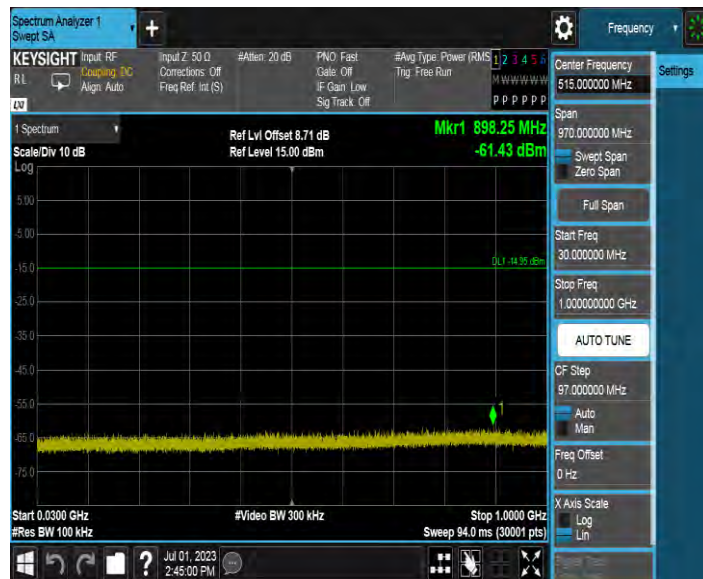 Spectrum Analyzer 1
Swept SA
+
Frequency
KEYSIGHT
RL
Input: RF
Coupling: DC
Align: Auto
Input Z: 50 Ω
Corrections: Off
Freq Ref: Int (S)
#Atten: 20 dB
PNO: Fast
Gate: Off
IF Gain: Low
Sig Track: Off
#Avg Type: Power (RMS
Trig: Free Run
1 2 3 4 5 6
M W W W W W
P P P P P P
LXI
1 Spectrum
Scale/Div 10 dB
Log
Ref Lvl Offset 8.71 dB
Ref Level 15.00 dBm
Mkr1 898.25 MHz
-61.43 dBm
5.00
-5.00
-15.0
DL1 -14.95 dBm
-25.0
-35.0
-45.0
-55.0
1
-65.0
-75.0
Start 0.0300 GHz
#Res BW 100 kHz
#Video BW 300 kHz
Stop 1.0000 GHz
Sweep 94.0 ms (30001 pts)
?
Jul 01, 2023
2:45:00 PM
Center Frequency
515.000000 MHz
Settings
Span
970.000000 MHz
Swept Span
Zero Span
Full Span
Start Freq
30.000000 MHz
Stop Freq
1.000000000 GHz
AUTO TUNE
CF Step
97.000000 MHz
Auto
Man
Freq Offset
0 Hz
X Axis Scale
Log
Lin